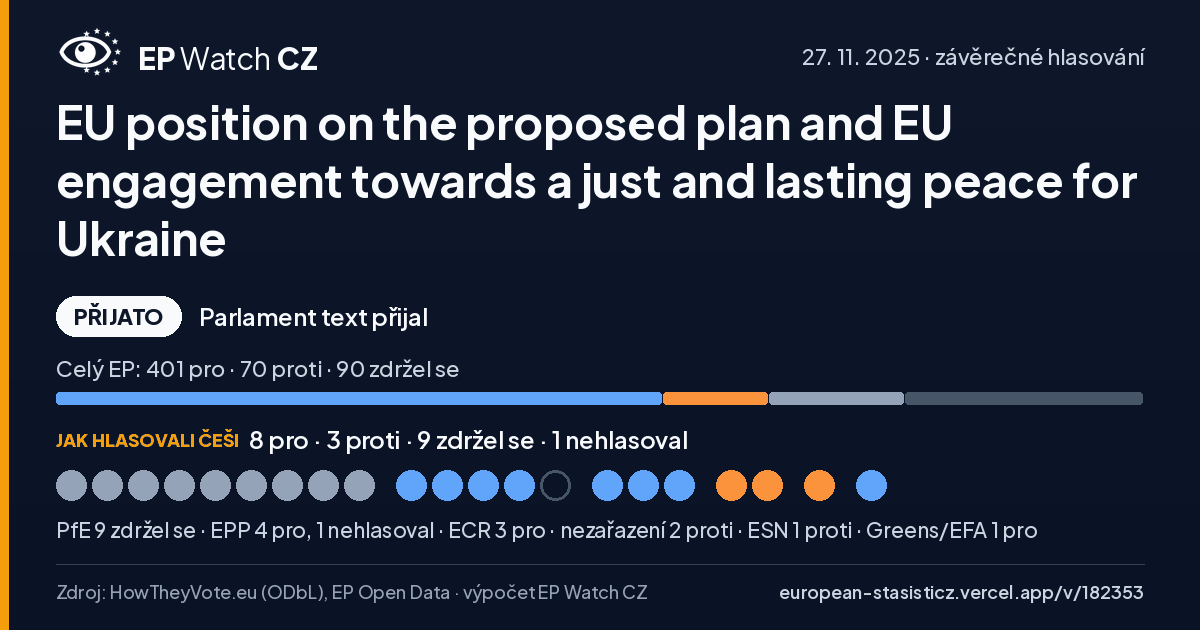 EP Watch CZ
27. 11. 2025 · závěrečné hlasování
EU position on the proposed plan and EU
engagement towards a just and lasting peace for
Ukraine
PŘIJATO Parlament text přijal
Celý EP: 401 pro · 70 proti · 90 zdržel se
JAK HLASOVALI ČEŠI 8 pro · 3 proti · 9 zdržel se · 1 nehlasoval
PfE 9 zdržel se · EPP 4 pro, 1 nehlasoval · ECR 3 pro · nezařazení 2 proti · ESN 1 proti · Greens/EFA 1 pro
Zdroj: HowTheyVote.eu (ODbL), EP Open Data · výpočet EP Watch CZ
european-stasisticz.vercel.app/v/182353